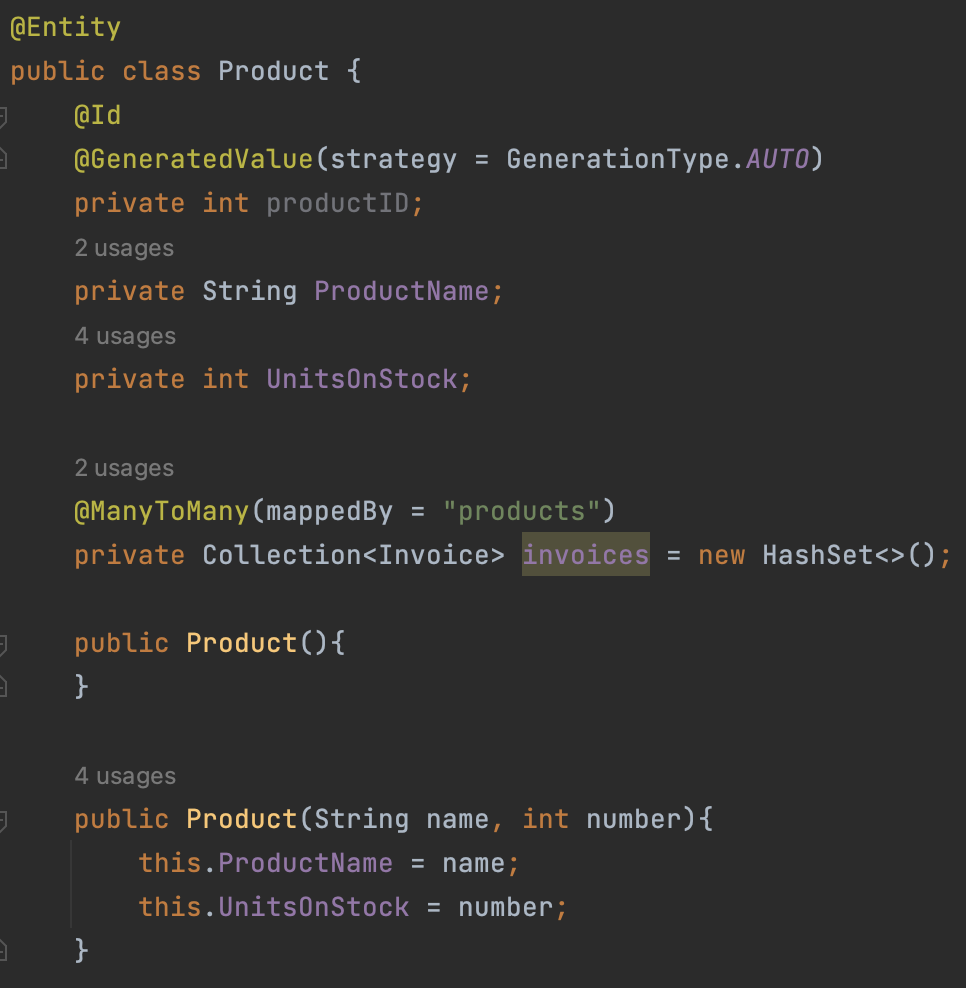 @Entity
public class Product {
@Id
@GeneratedValue(strategy = GenerationType.AUTO)
private int productID;
2 usages
private String ProductName;
4 usages
private int UnitsOnStock;
2 usages
@ManyToMany(mappedBy = "products")
private Collection<Invoice> invoices = new HashSet<>();
public Product(){
}
4 usages
public Product(String name, int number){
this.ProductName = name;
this.UnitsOnStock = number;
}